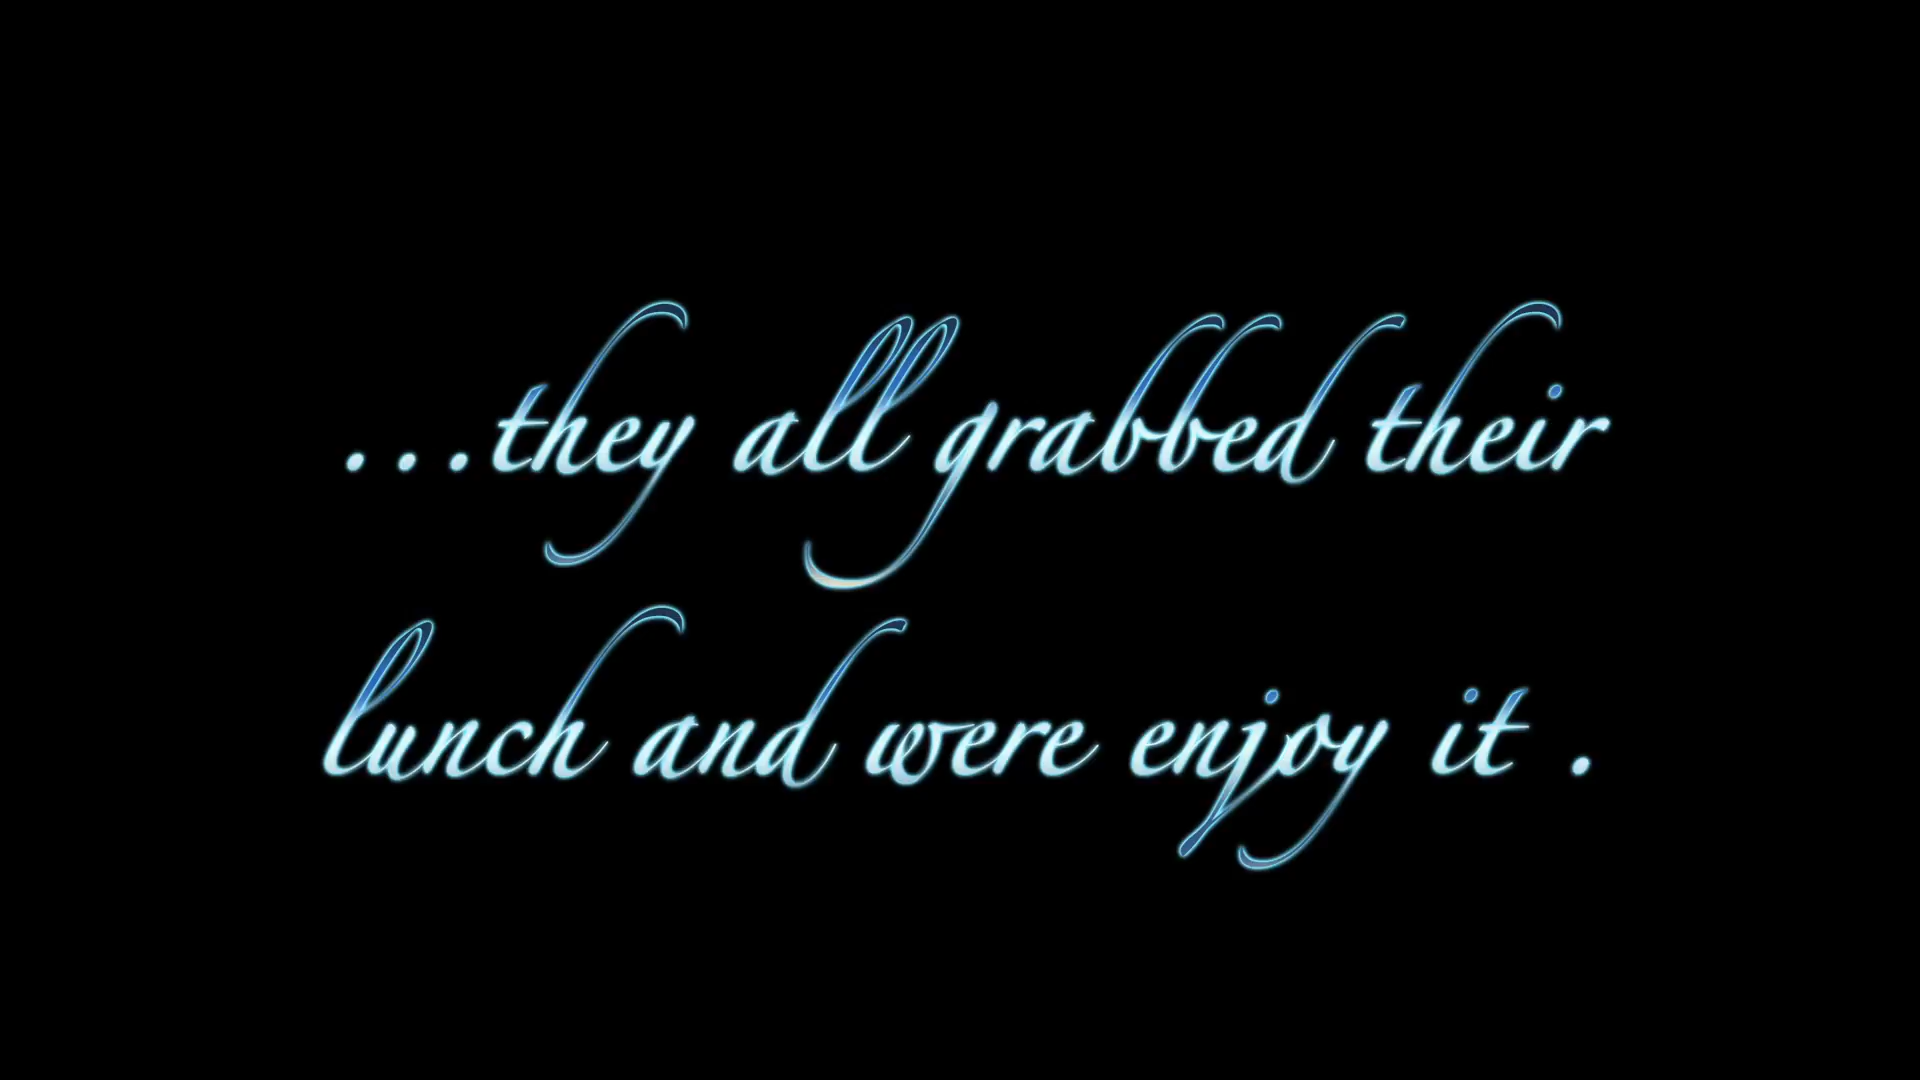 ...they all grabbed their
lunch and were enjoy it .